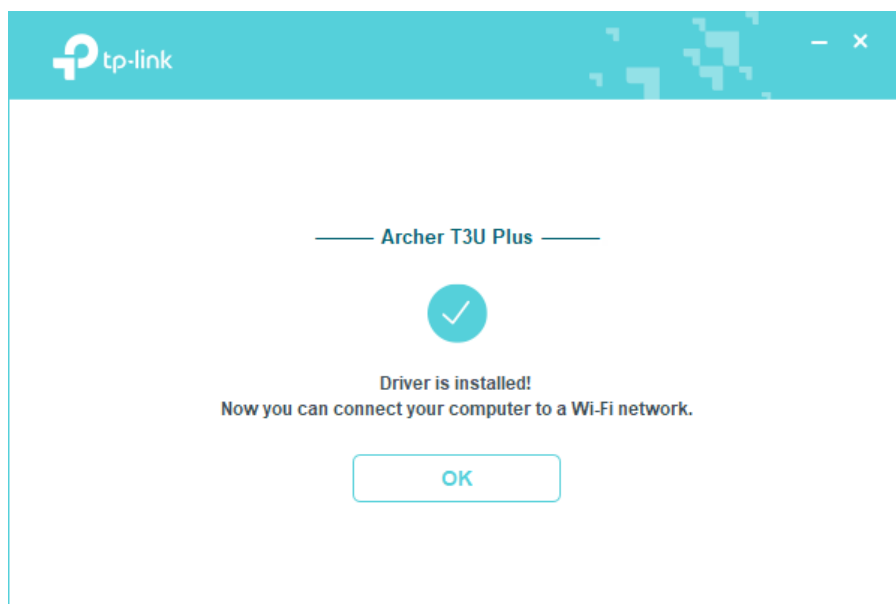 tp-link
Archer T3U Plus
Driver is installed!
Now you can connect your computer to a Wi-Fi network.
OK